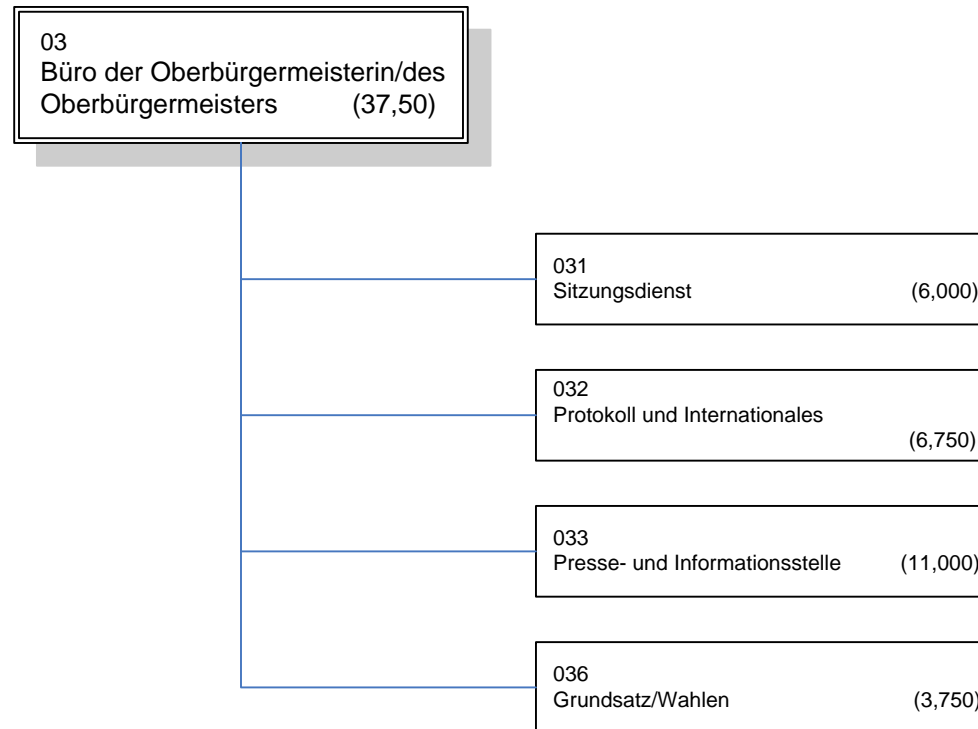 03
Büro der Oberbürgermeisterin/des
Oberbürgermeisters (37,50)
031
Sitzungsdienst (6,000)
032
Protokoll und Internationales
(6,750)
033
Presse- und Informationsstelle (11,000)
036
Grundsatz/Wahlen (3,750)